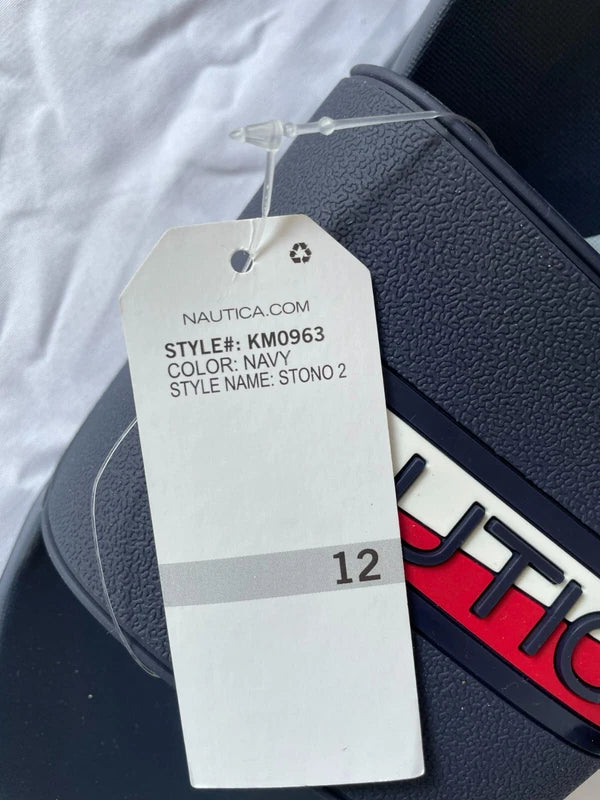 NAUTICA.COM
STYLE#: KM0963
COLOR: NAVY
STYLE NAME: STONO 2
12
UTIC